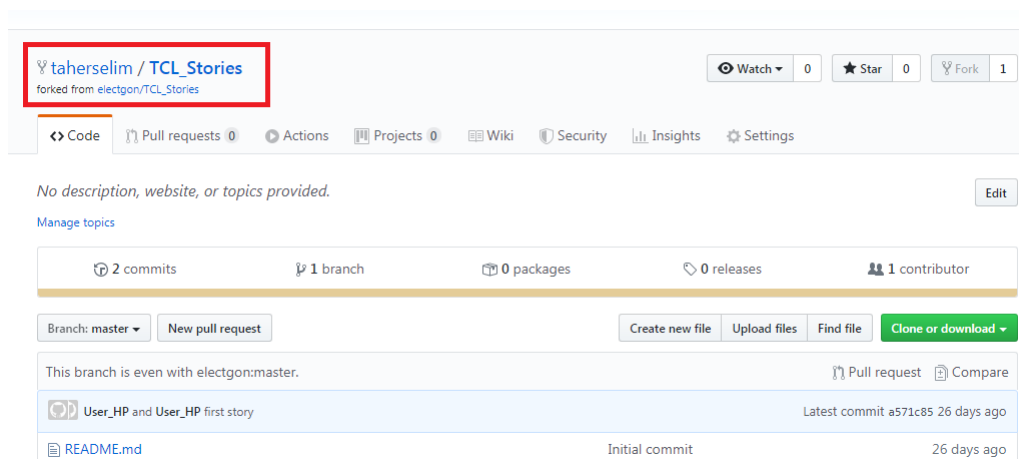 taherselim / TCL_Stories
Watch 0 Star 0 Fork 1
forked from electgon/TCL_Stories
Code Pull requests 0 Actions Projects 0 Wiki Security Insights Settings
No description, website, or topics provided.
Edit
Manage topics
2 commits 1 branch 0 packages 0 releases 1 contributor
Branch: master New pull request Create new file Upload files Find file Clone or download
This branch is even with electgon:master. Pull request Compare
User_HP and User_HP first story Latest commit a571c85 26 days ago
README.md Initial commit 26 days ago